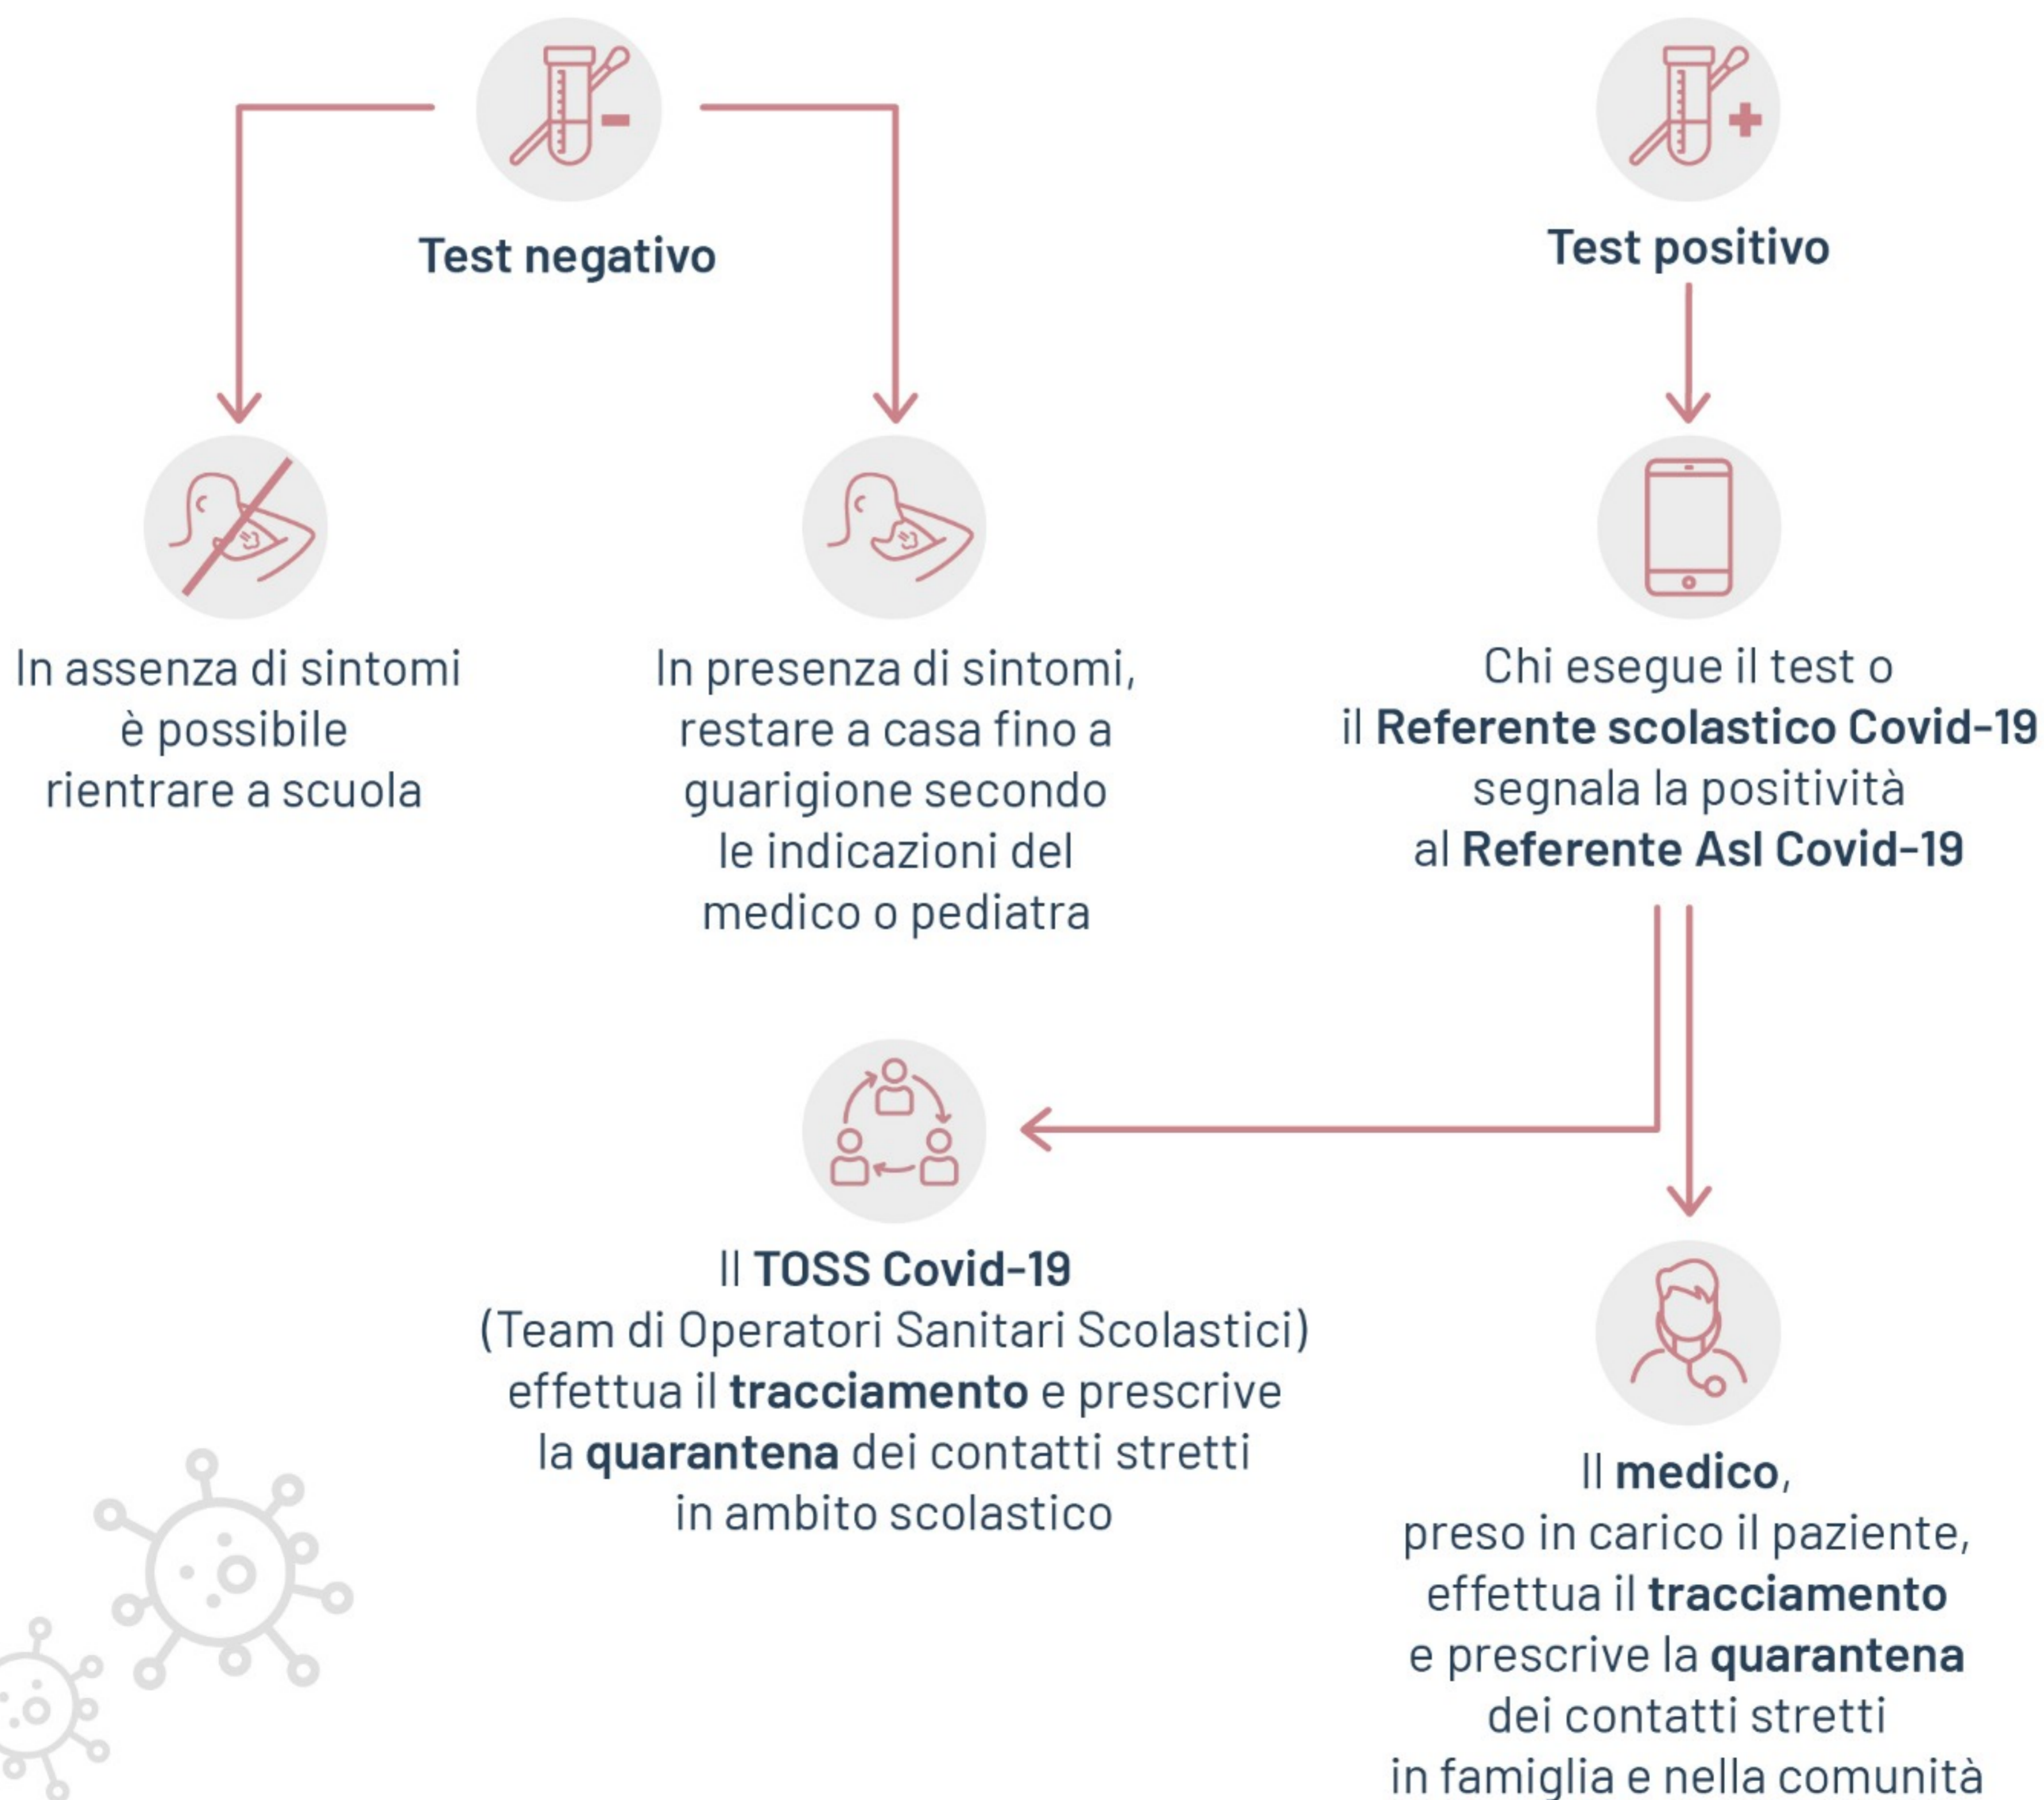 Test negativo
In assenza di sintomi
è possibile
rientrare a scuola
In presenza di sintomi,
restare a casa fino a
guarigione secondo
le indicazioni del
medico o pediatra
Test positivo
Chi esegue il test o
il Referente scolastico Covid-19
segnala la positività
al Referente Asl Covid-19
Il TOSS Covid-19
(Team di Operatori Sanitari Scolastici)
effettua il tracciamento e prescrive
la quarantena dei contatti stretti
in ambito scolastico
Il medico,
preso in carico il paziente,
effettua il tracciamento
e prescrive la quarantena
dei contatti stretti
in famiglia e nella comunità